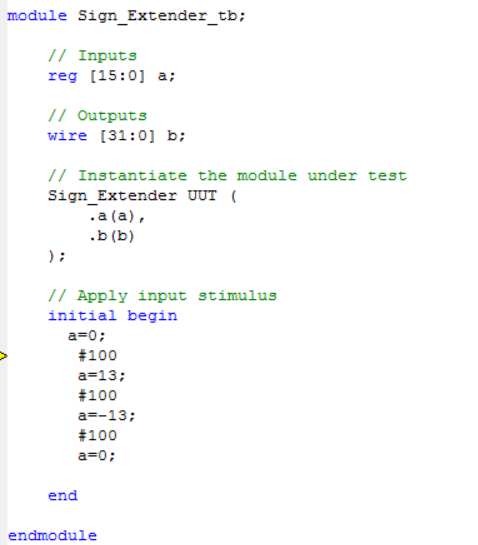 module Sign_Extender_tb;
// Inputs
reg [15:0] a;
// Outputs
wire [31:0] b;
// Instantiate the module under test
Sign_Extender UUT (
.a(a),
.b(b)
);
// Apply input stimulus
initial begin
a=0;
#100
a=13;
#100
a=-13;
#100
a=0;
end
endmodule